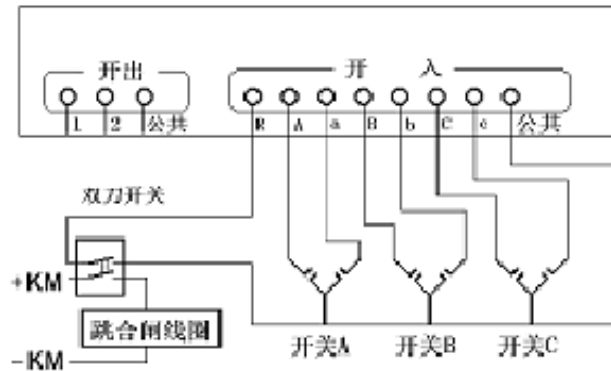 开出 开 入
1 2 公共 R A a B b C c 公共
双刀开关
+KM
跳合闸线圈
-KM
开关A 开关B 开关C